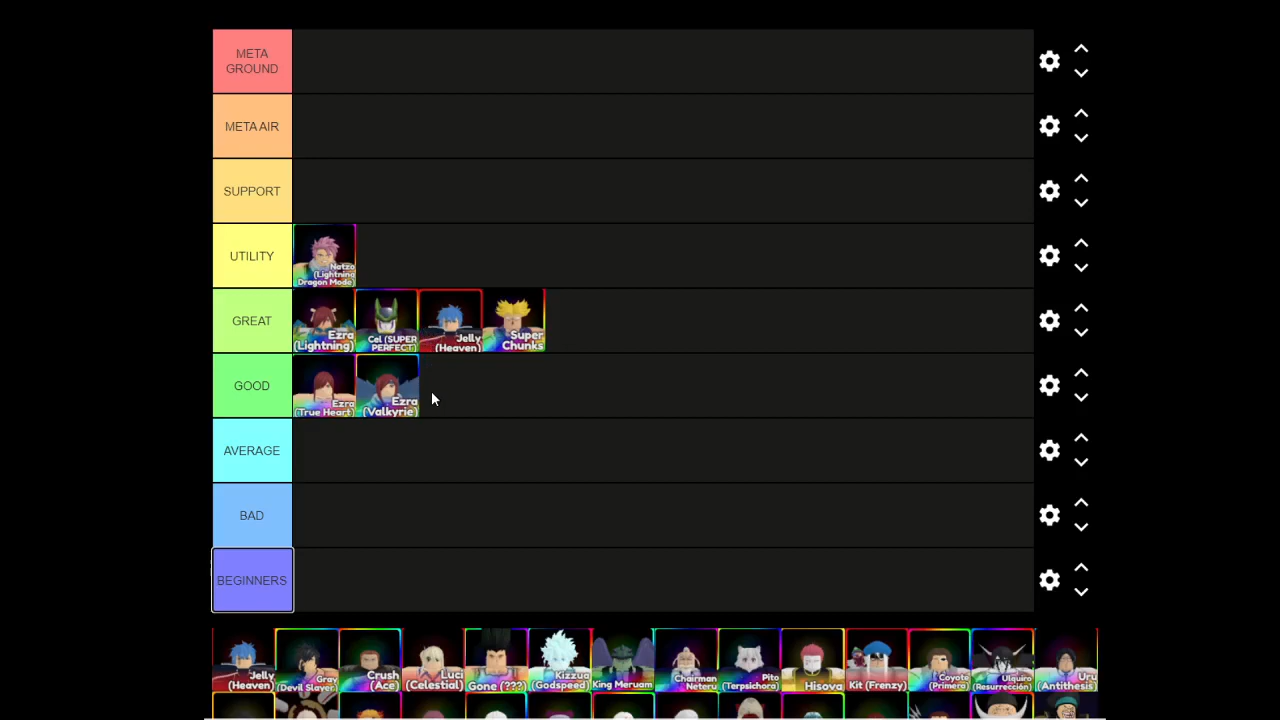 META
GROUND
META AIR
SUPPORT
UTILITY
Natzo
(Lightning
Dragon Mode)
GREAT
Ezra
(Lightning)
Cel (SUPER
PERFECT)
Jelly
(Heaven)
Super
Chunks
GOOD
Ezra
(True Heart)
Ezra
(Valkyrie)
AVERAGE
BAD
BEGINNERS
Jelly
(Heaven
Gray
(Devil Slayer
Crush
(Ace)
Luci
(Celestial)
Gone (???)
Kizzua
(Godspeed)
King Meruam
Chairman
Neteru
Pito
(Terpsichora)
Hisova
Kit (Frenzy)
Coyote
(Primera)
Ulquiro
(Resurrección)
Uru
Antithesis